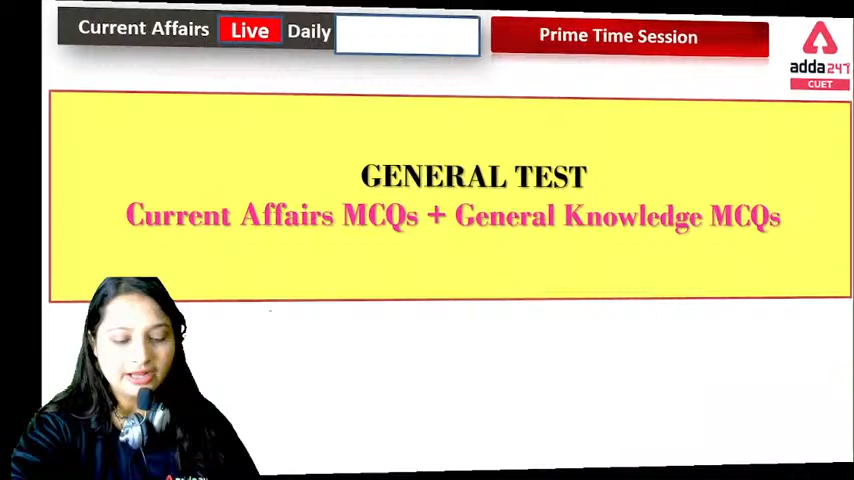 Current Affairs Live Daily
Prime Time Session
adda247
CUET
GENERAL TEST
Current Affairs MCQs + General Knowledge MCQs